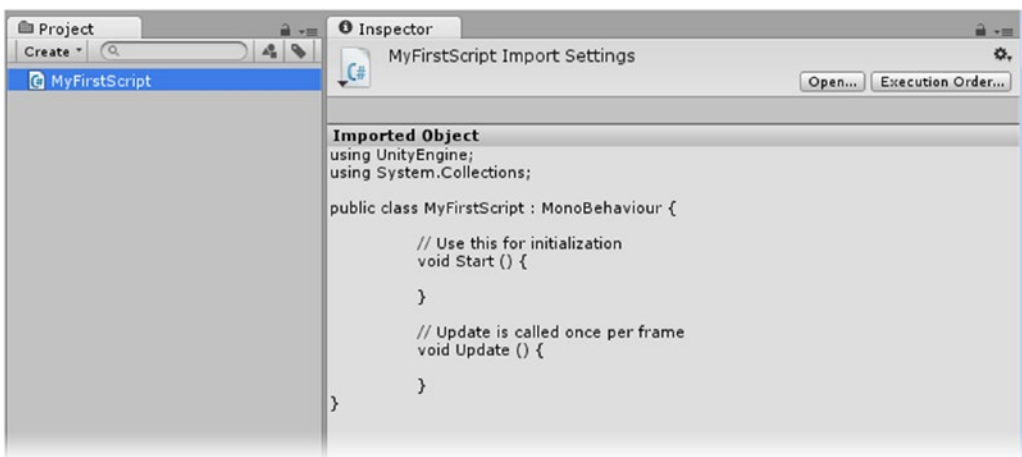 Project
Create
MyFirstScript
Inspector
MyFirstScript Import Settings
C#
Open...
Execution Order...
Imported Object
using UnityEngine;
using System.Collections;
public class MyFirstScript : MonoBehaviour {
// Use this for initialization
void Start () {
}
// Update is called once per frame
void Update () {
}
}